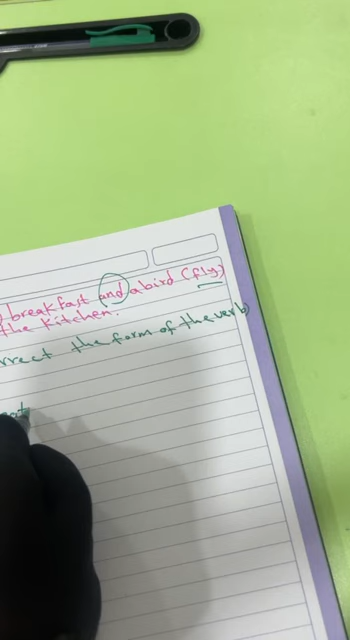 breakfast and a bird (fly)
the kitchen.
rrect the form of the verb)